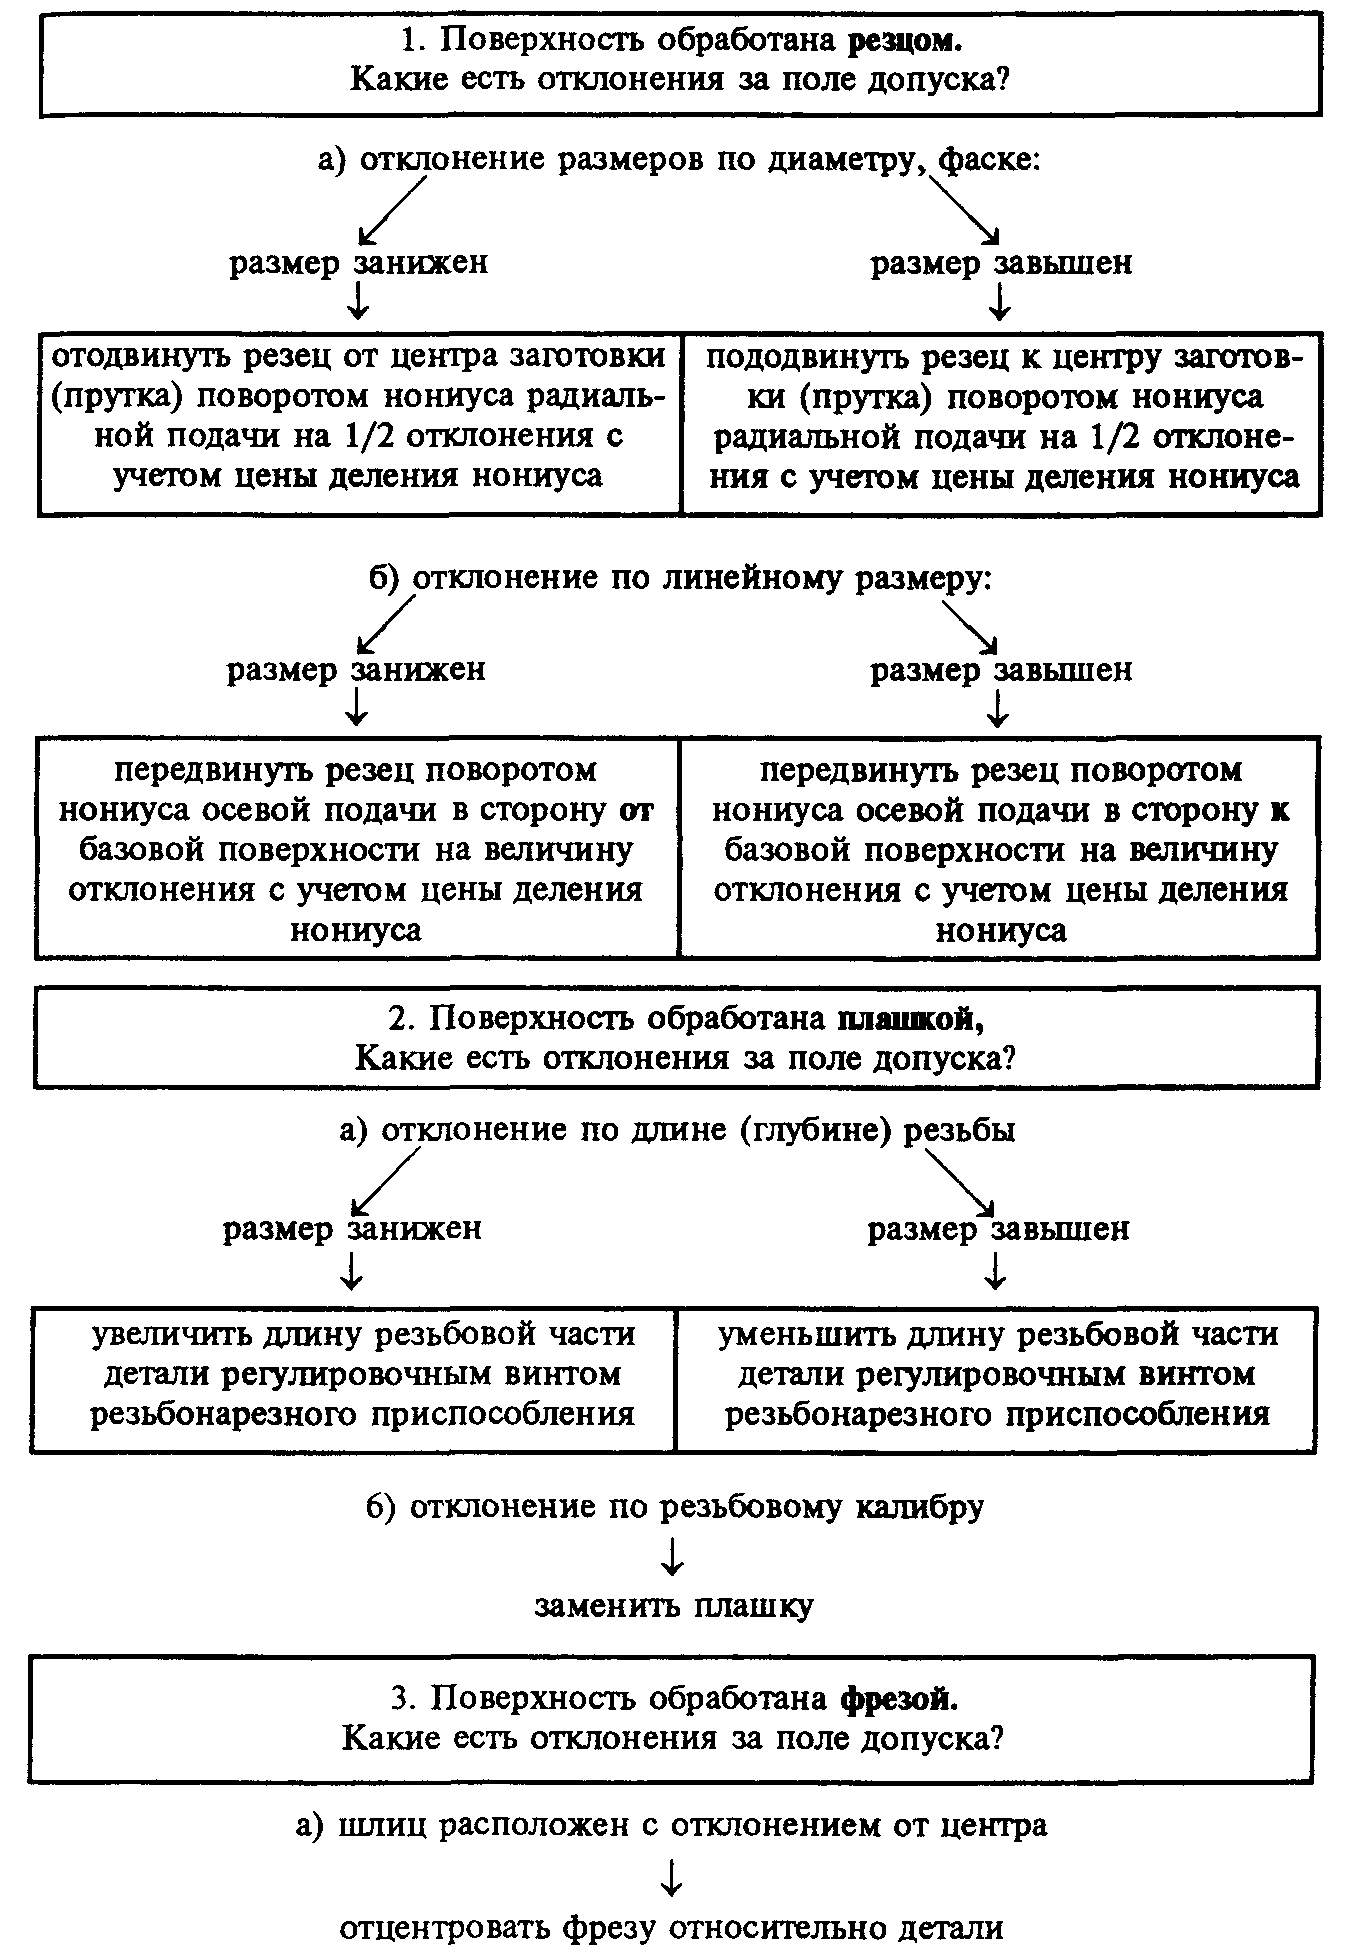 1. Поверхность обработана резцом.
Какие есть отклонения за поле допуска?
а) отклонение размеров по диаметру, фаске:
размер занижен
размер завышен
отодвинуть резец от центра заготовки
(прутка) поворотом нониуса радиаль-
ной подачи на 1/2 отклонения с
учетом цены деления нониуса
пододвинуть резец к центру заготов-
ки (прутка) поворотом нониуса
радиальной подачи на 1/2 отклоне-
ния с учетом цены деления нониуса
б) отклонение по линейному размеру:
размер занижен
размер завышен
передвинуть резец поворотом
нониуса осевой подачи в сторону от
базовой поверхности на величину
отклонения с учетом цены деления
нониуса
передвинуть резец поворотом
нониуса осевой подачи в сторону к
базовой поверхности на величину
отклонения с учетом цены деления
нониуса
2. Поверхность обработана плашкой,
Какие есть отклонения за поле допуска?
а) отклонение по длине (глубине) резьбы
размер занижен
размер завышен
увеличить длину резьбовой части
детали регулировочным винтом
резьбонарезного приспособления
уменьшить длину резьбовой части
детали регулировочным винтом
резьбонарезного приспособления
б) отклонение по резьбовому калибру
заменить плашку
3. Поверхность обработана фрезой.
Какие есть отклонения за поле допуска?
а) шлиц расположен с отклонением от центра
отцентровать фрезу относительно детали